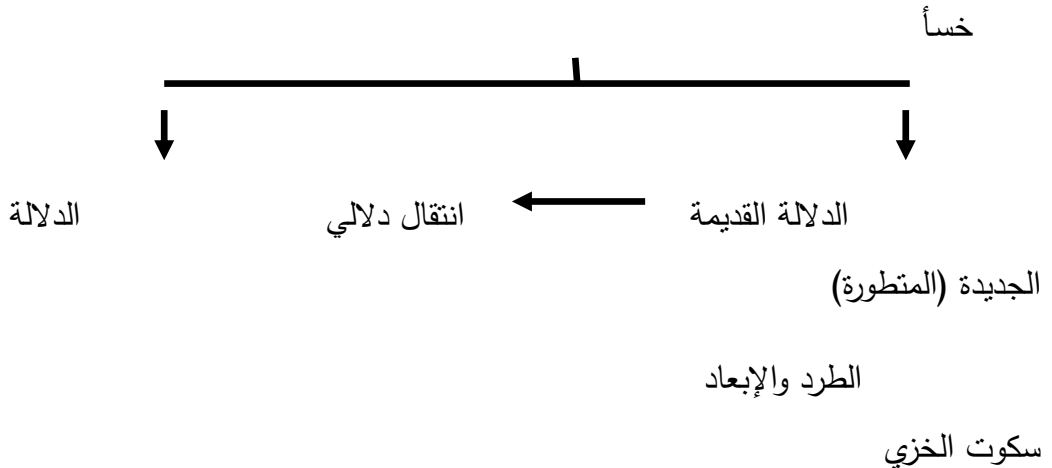 خسأ
الدلالة القديمة انتقال دلالي الدلالة
الجديدة (المتطورة)
الطرد والإبعاد
سكوت الخزي